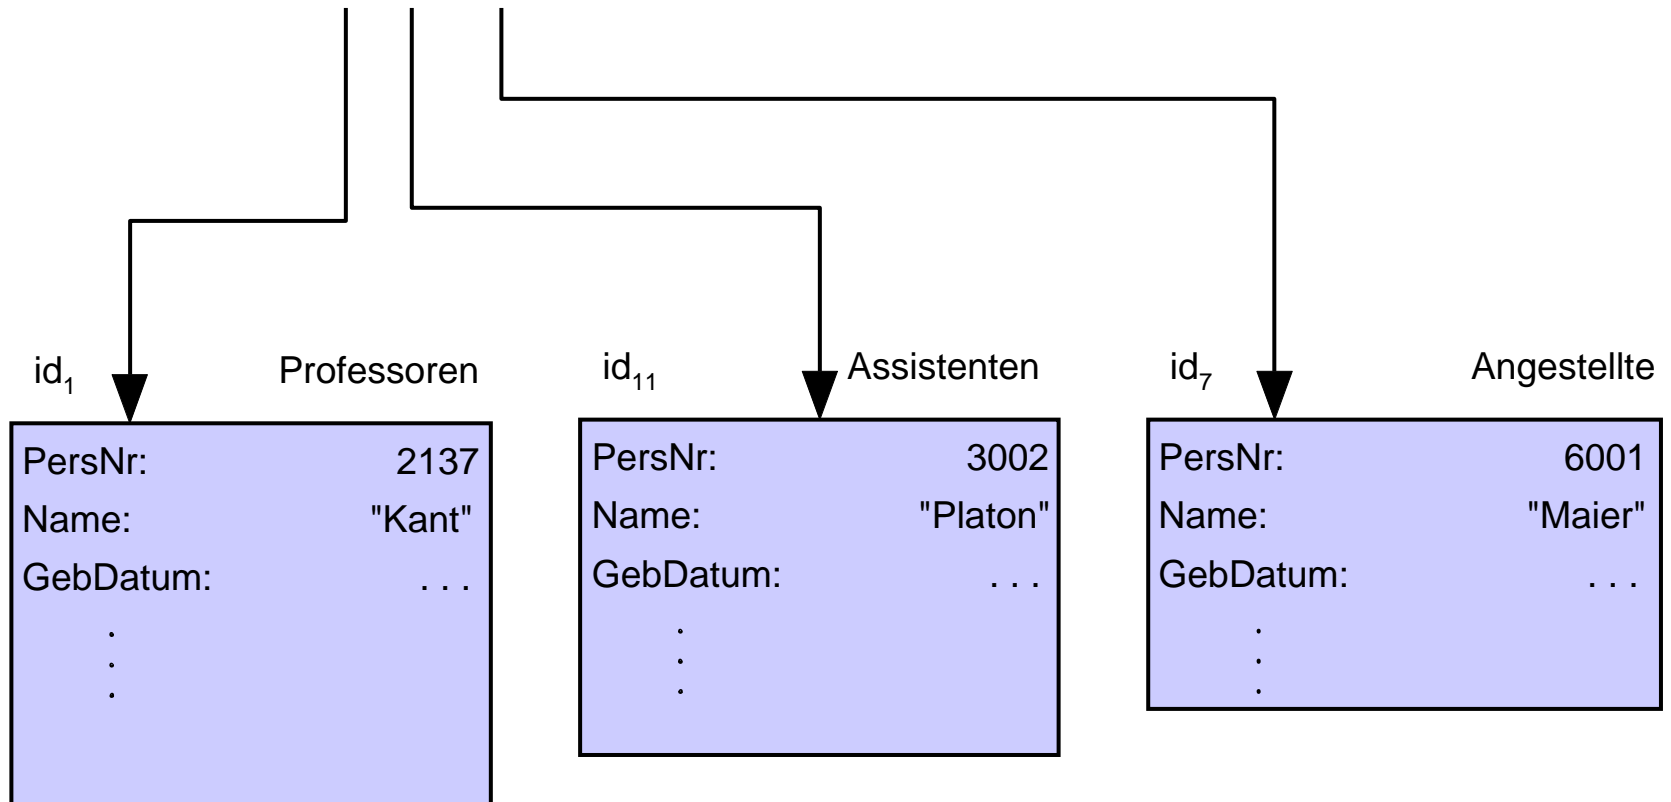 id1 Professoren
PersNr: 2137
Name: "Kant"
GebDatum: . . .
.
.
.
id11 Assistenten
PersNr: 3002
Name: "Platon"
GebDatum: . . .
.
.
.
id7 Angestellte
PersNr: 6001
Name: "Maier"
GebDatum: . . .
.
.
.